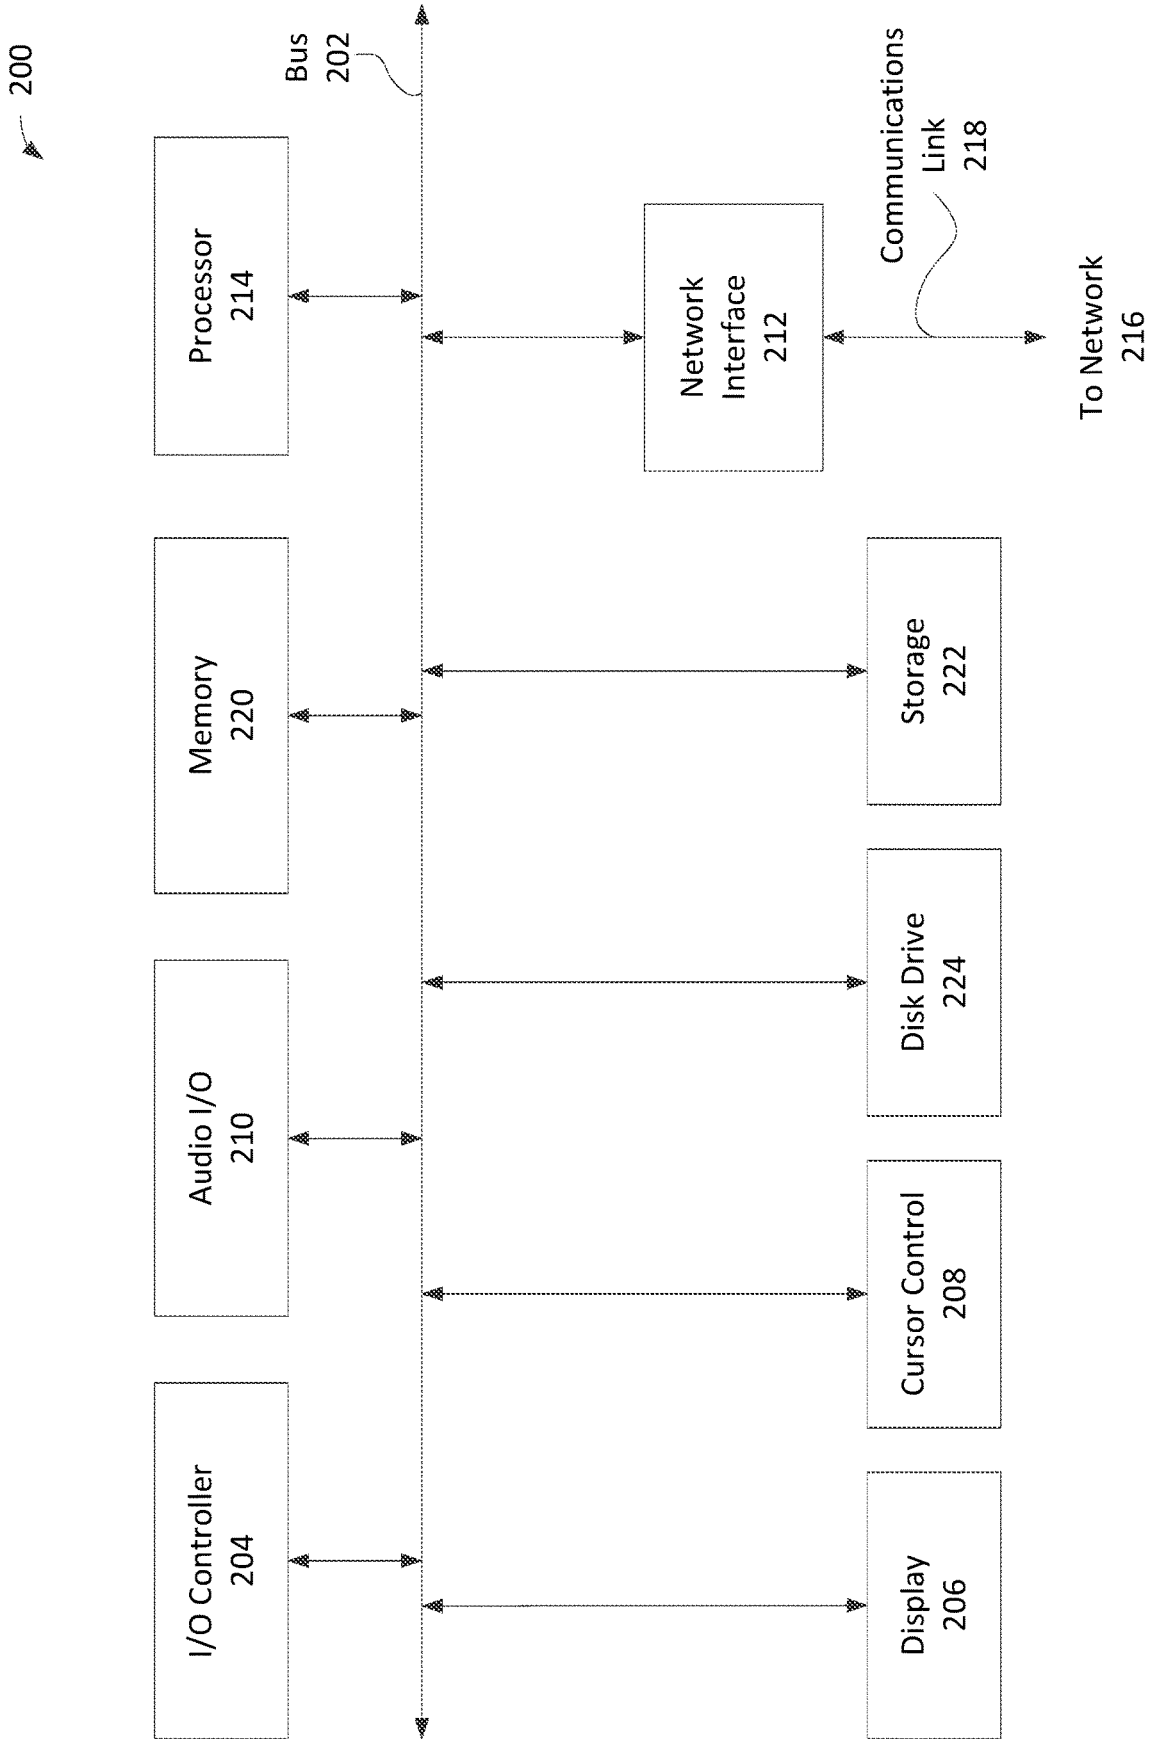 200
I/O Controller
204
Audio I/O
210
Memory
220
Processor
214
Bus
202
Display
206
Cursor Control
208
Disk Drive
224
Storage
222
Network
Interface
212
Communications
Link
218
To Network
216